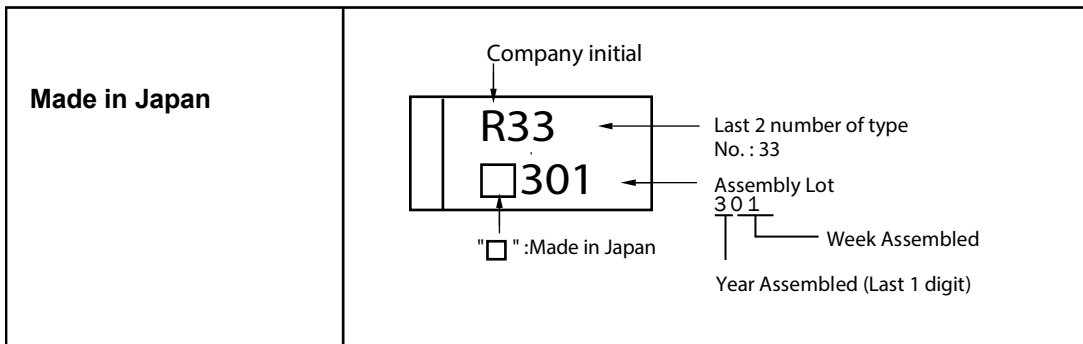 Made in Japan
Company initial
R33
□301
Last 2 number of type
No. : 33
Assembly Lot
301
Week Assembled
Year Assembled (Last 1 digit)
"□" :Made in Japan